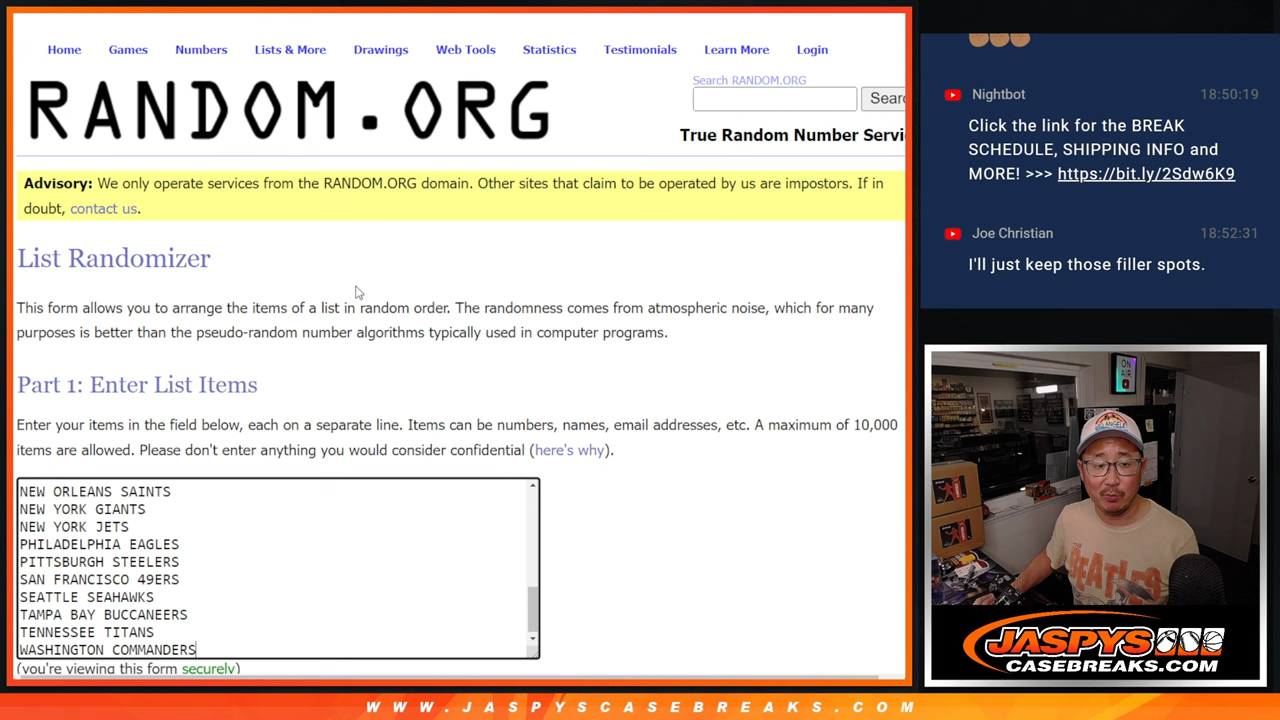 Home Games Numbers Lists & More Drawings Web Tools Statistics Testimonials Learn More Login
RANDOM.ORG
Search RANDOM.ORG
Searc
True Random Number Servi
Advisory: We only operate services from the RANDOM.ORG domain. Other sites that claim to be operated by us are impostors. If in
doubt, contact us.
List Randomizer
This form allows you to arrange the items of a list in random order. The randomness comes from atmospheric noise, which for many
purposes is better than the pseudo-random number algorithms typically used in computer programs.
Part 1: Enter List Items
Enter your items in the field below, each on a separate line. Items can be numbers, names, email addresses, etc. A maximum of 10,000
items are allowed. Please don't enter anything you would consider confidential (here's why).
NEW ORLEANS SAINTS
NEW YORK GIANTS
NEW YORK JETS
PHILADELPHIA EAGLES
PITTSBURGH STEELERS
SAN FRANCISCO 49ERS
SEATTLE SEAHAWKS
TAMPA BAY BUCCANEERS
TENNESSEE TITANS
WASHINGTON COMMANDERS
(you're viewing this form securely)
Nightbot 18:50:19
Click the link for the BREAK
SCHEDULE, SHIPPING INFO and
MORE! >>> https://bit.ly/2Sdw6K9
Joe Christian 18:52:31
I'll just keep those filler spots.
ON
AIR
ANGELS
THE
BEATLES
JASPYS
CASEBREAKS.COM
WWW.JASPYSCASEBREAKS.COM